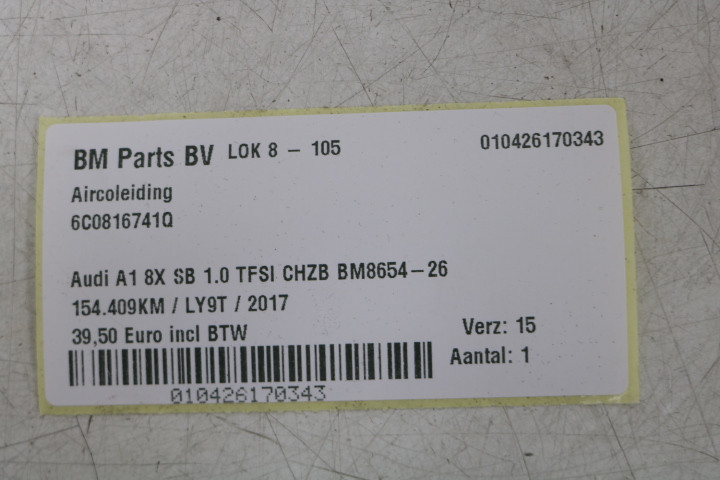 BM Parts BV LOK 8 - 105 010426170343
Aircoleiding
6C0816741Q
Audi A1 8X SB 1.0 TFSI CHZB BM8654-26
154.409KM / LY9T / 2017
39,50 Euro incl BTW Verz: 15
Aantal: 1
010426170343